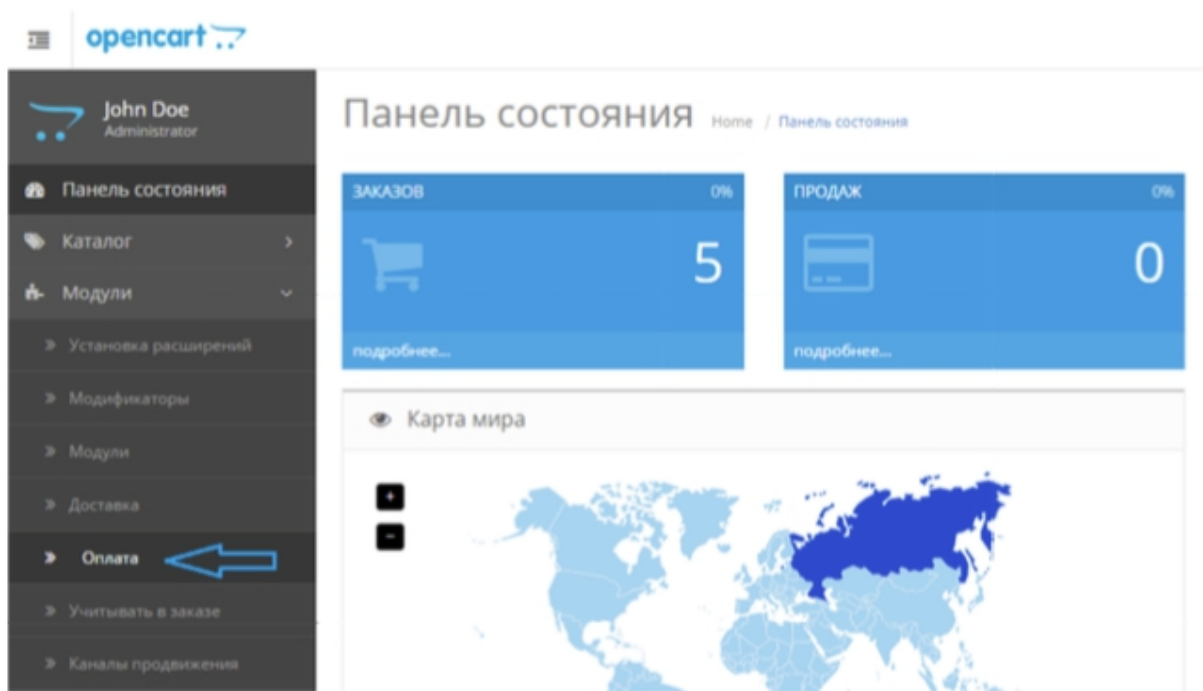 opencart
John Doe
Administrator
Панель состояния
Каталог
Модули
Установка расширений
Модификаторы
Модули
Доставка
Оплата
Учитывать в заказе
Каналы продвижения
Панель состояния Home / Панель состояния
ЗАКАЗОВ 0%
5
подробнее...
ПРОДАЖ 0%
0
подробнее...
Карта мира
+
-